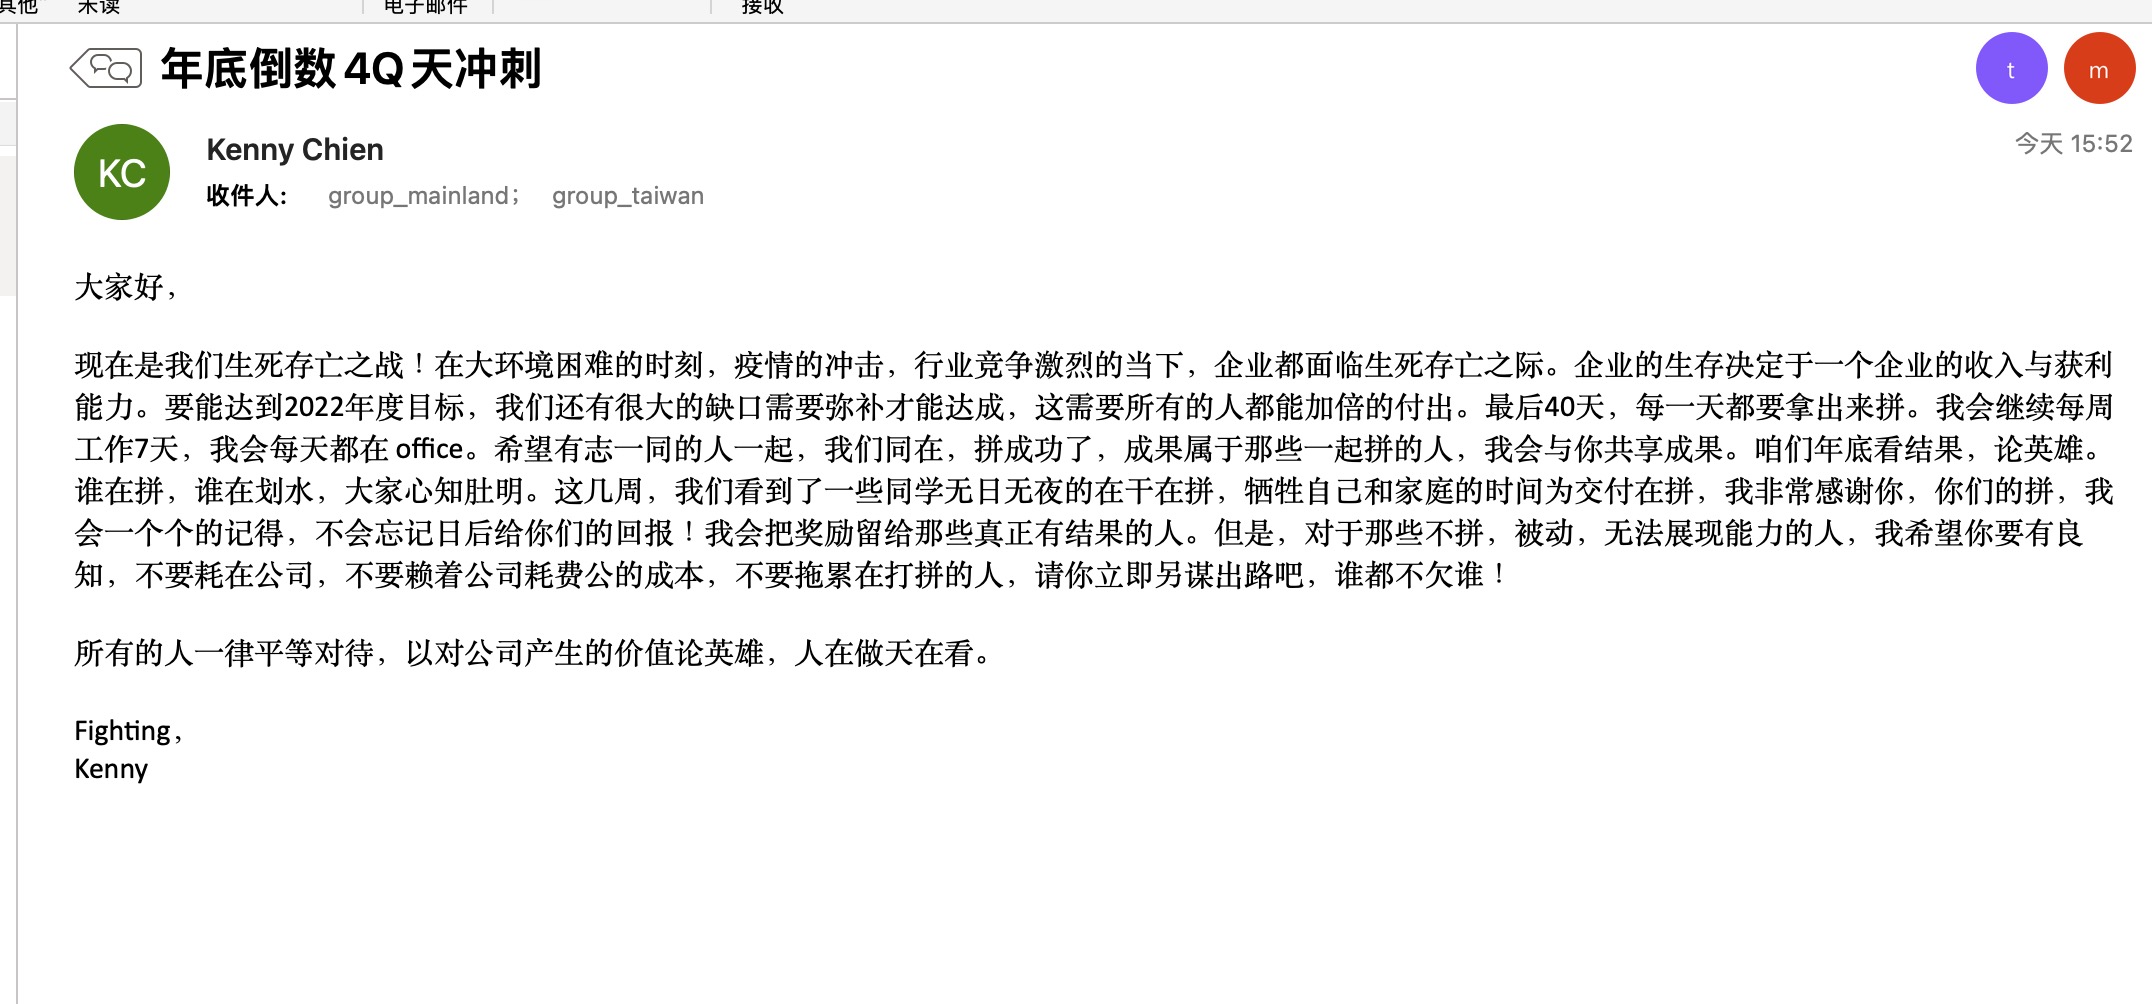 其他 未读 电子邮件 接收
年底倒数4Q天冲刺
t m
KC
Kenny Chien
今天 15:52
收件人: group_mainland; group_taiwan
大家好，
现在是我们生死存亡之战！在大环境困难的时刻，疫情的冲击，行业竞争激烈的当下，企业都面临生死存亡之际。企业的生存决定于一个企业的收入与获利
能力。要能达到2022年度目标，我们还有很大的缺口需要弥补才能达成，这需要所有的人都能加倍的付出。最后40天，每一天都要拿出来拼。我会继续每周
工作7天，我会每天都在 office。希望有志一同的人一起，我们同在，拼成功了，成果属于那些一起拼的人，我会与你共享成果。咱们年底看结果，论英雄。
谁在拼，谁在划水，大家心知肚明。这几周，我们看到了一些同学无日无夜的在干在拼，牺牲自己和家庭的时间为交付在拼，我非常感谢你，你们的拼，我
会一个个的记得，不会忘记日后给你们的回报！我会把奖励留给那些真正有结果的人。但是，对于那些不拼，被动，无法展现能力的人，我希望你要有良
知，不要耗在公司，不要赖着公司耗费公的成本，不要拖累在打拼的人，请你立即另谋出路吧，谁都不欠谁！
所有的人一律平等对待，以对公司产生的价值论英雄，人在做天在看。
Fighting，
Kenny